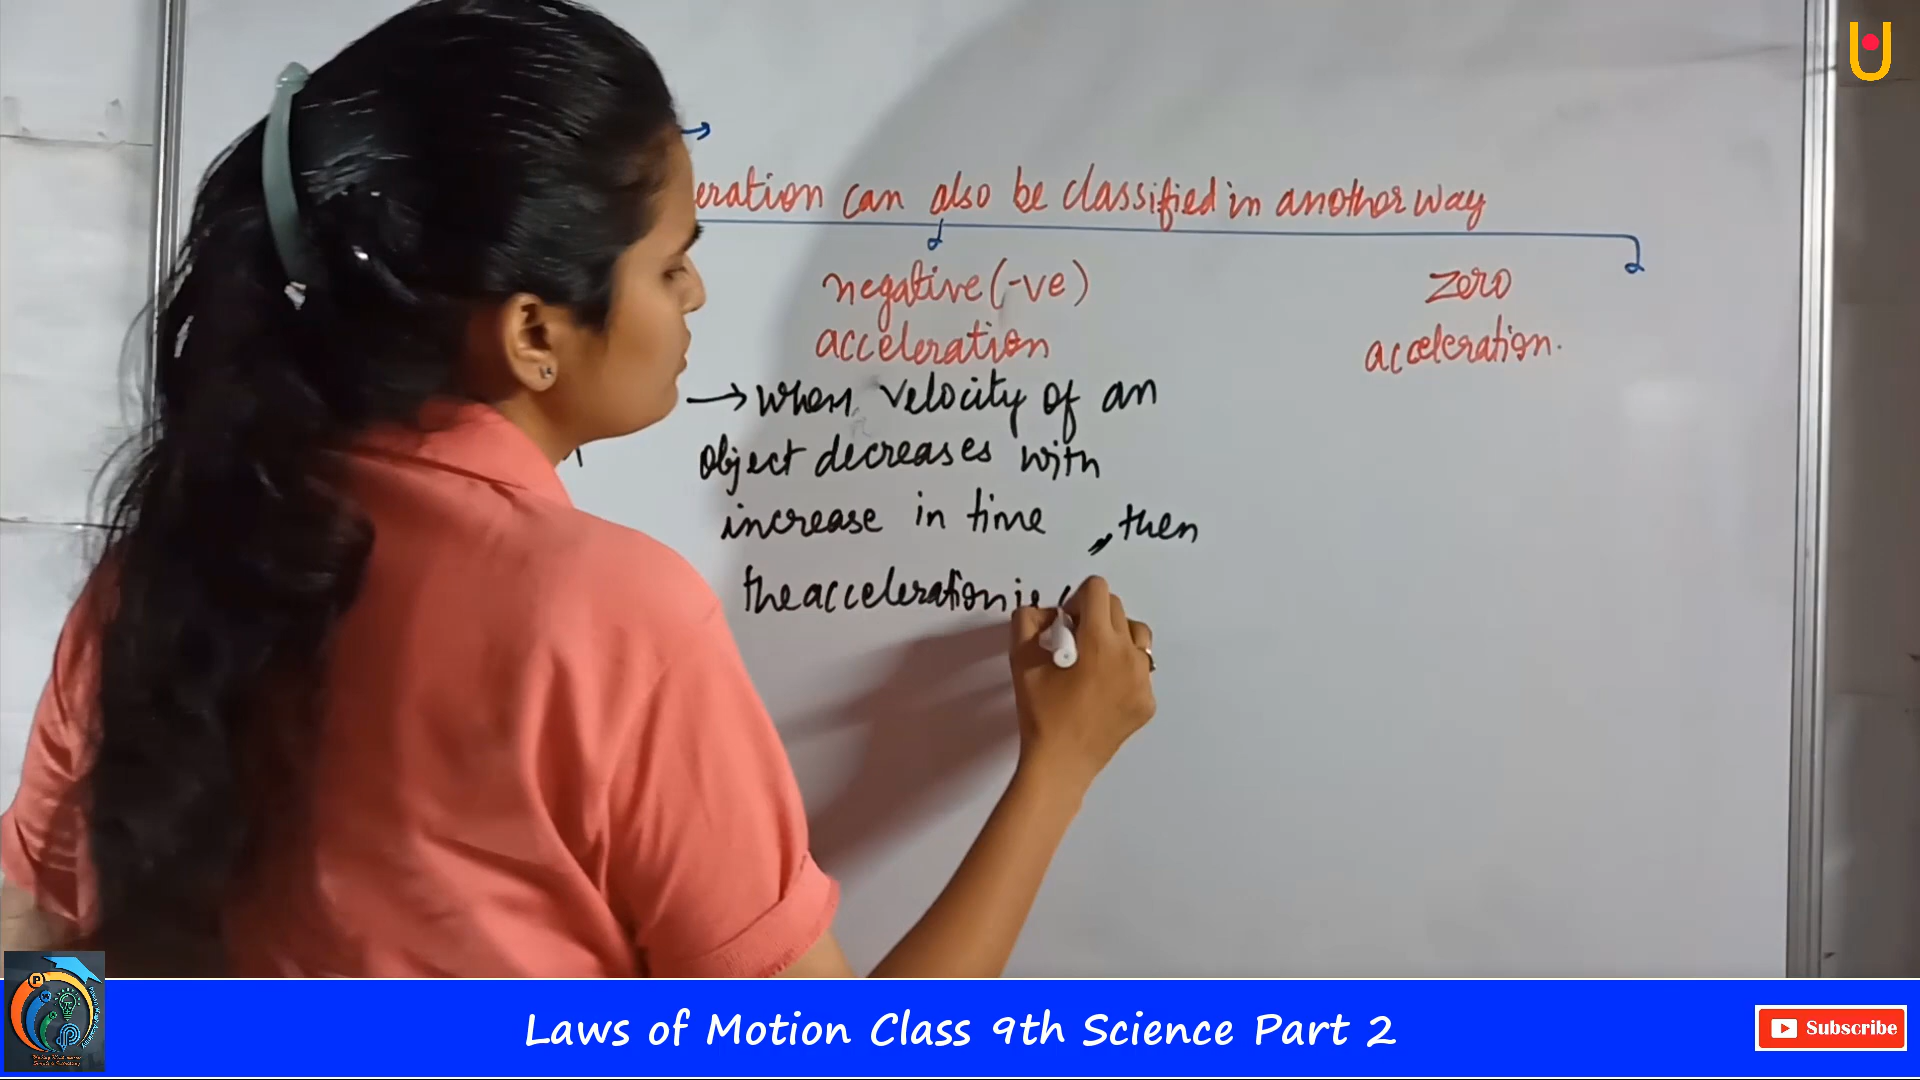 eration can also be classified in another way
negative (-ve)
acceleration
zero
acceleration.
→ When velocity of an
object decreases with
increase in time , then
the acceleration is
Laws of Motion Class 9th Science Part 2
Subscribe